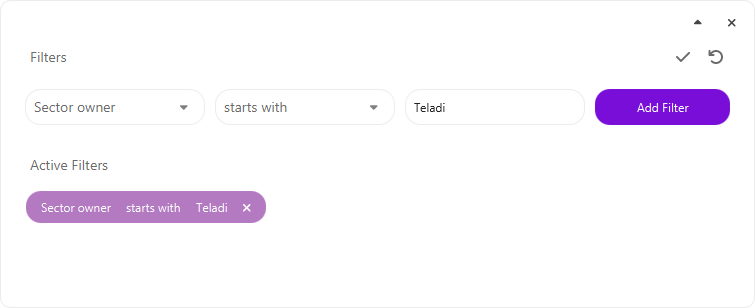 Filters
Sector owner starts with Teladi Add Filter
Active Filters
Sector owner starts with Teladi